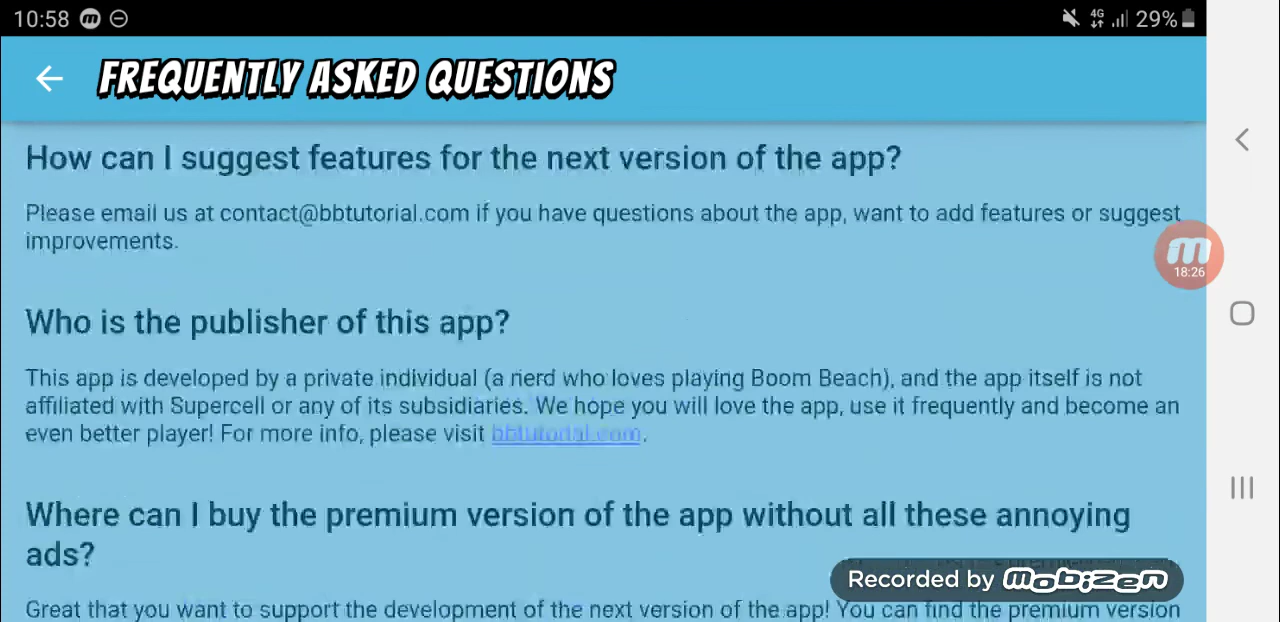 10:58
4G
29%
FREQUENTLY ASKED QUESTIONS
How can I suggest features for the next version of the app?
Please email us at contact@bbtutorial.com if you have questions about the app, want to add features or suggest
improvements.
18:26
Who is the publisher of this app?
This app is developed by a private individual (a nerd who loves playing Boom Beach), and the app itself is not
affiliated with Supercell or any of its subsidiaries. We hope you will love the app, use it frequently and become an
even better player! For more info, please visit bbtutorial.com.
Where can I buy the premium version of the app without all these annoying
ads?
Recorded by mobizen
Great that you want to support the development of the next version of the app! You can find the premium version